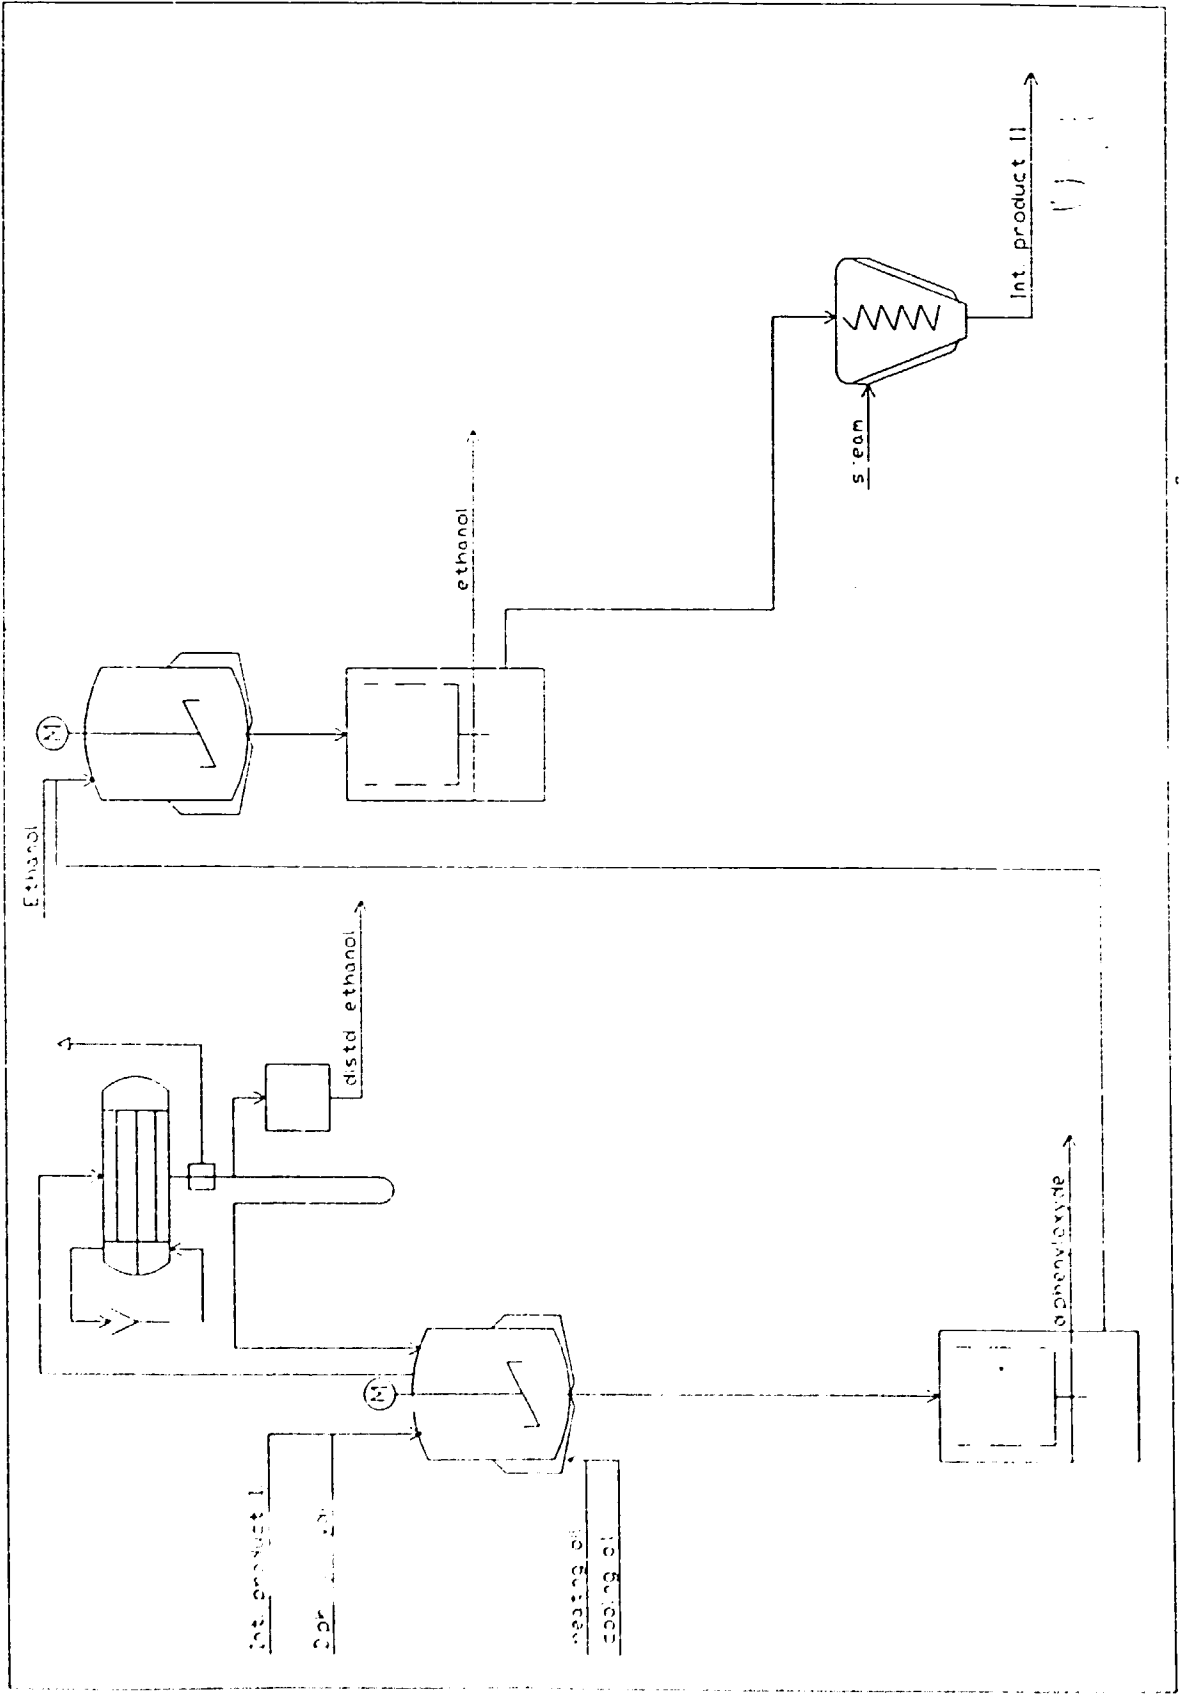 Ethanol
M
ethanol
steam
Int. product II
distd ethanol
M
Int. product I
heating oil
cooling oil